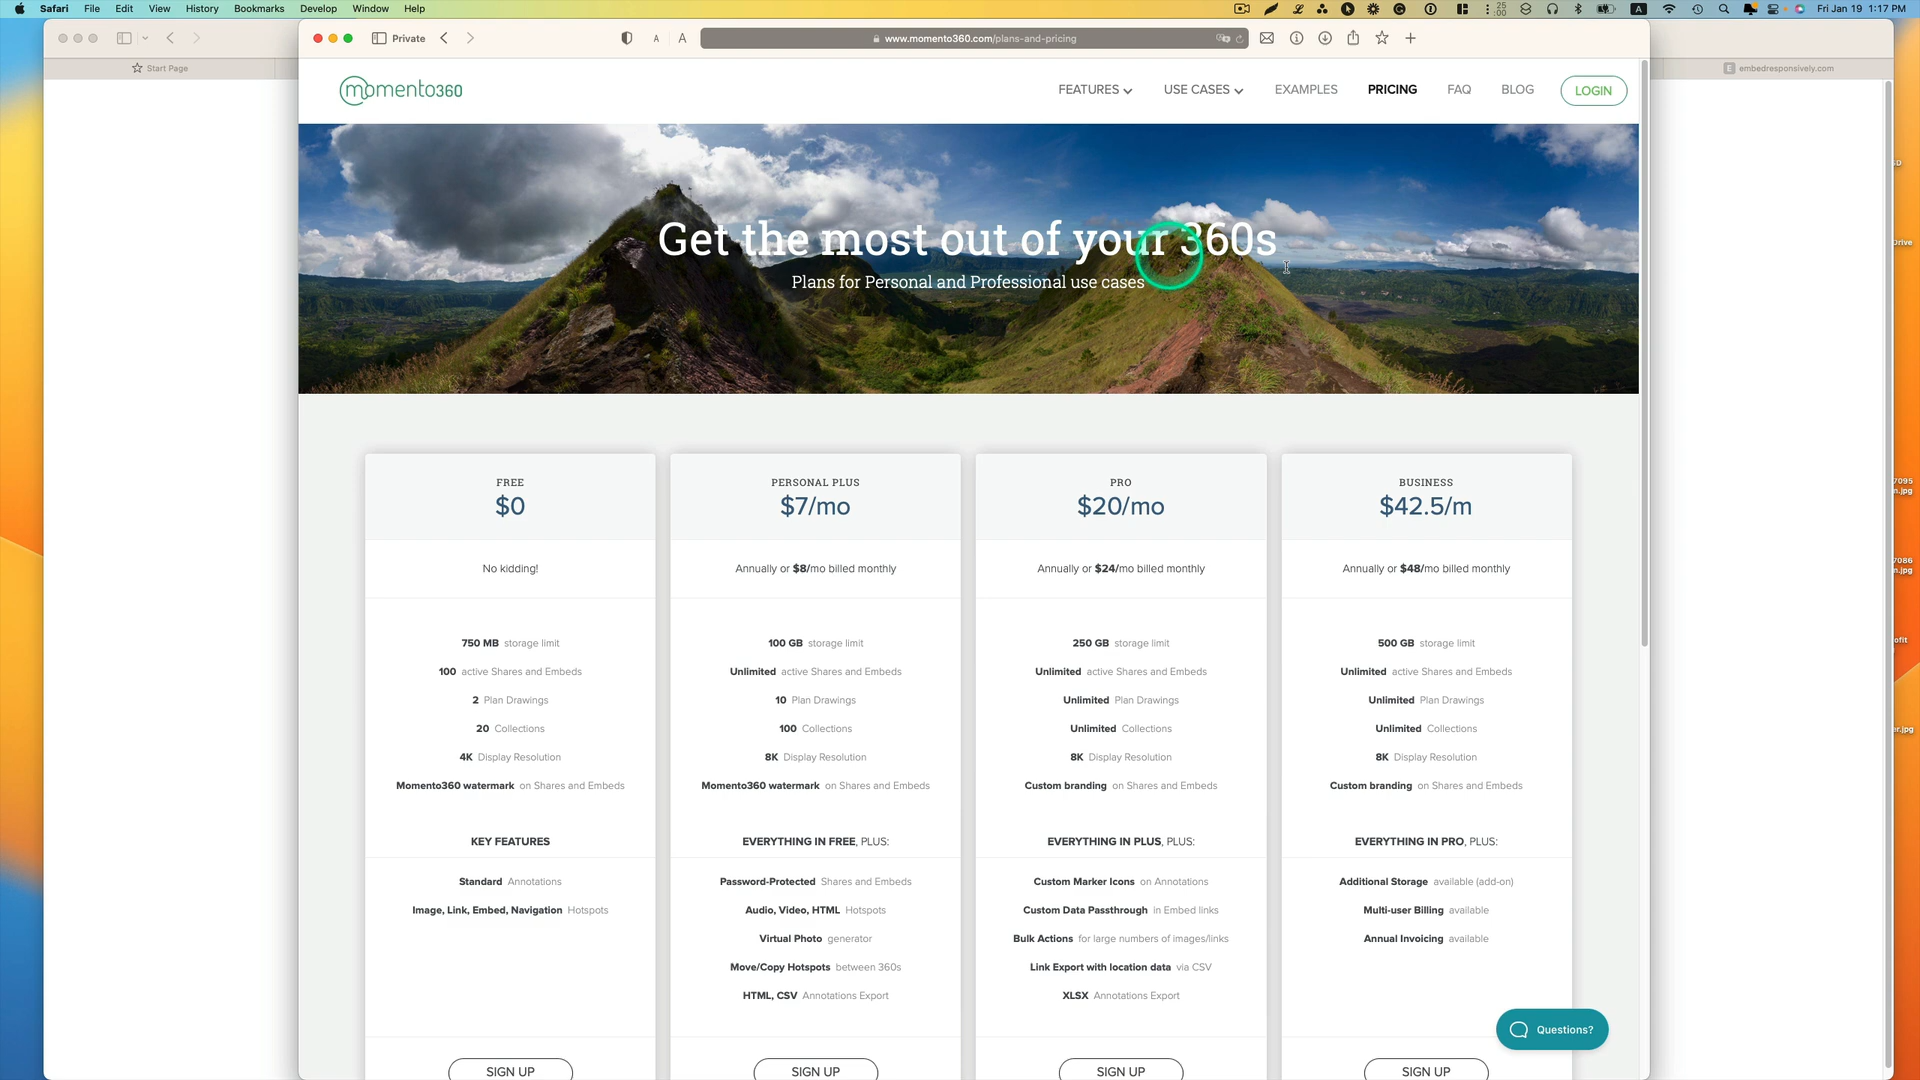 Safari File Edit View History Bookmarks Develop Window Help
25
:00
A
Fri Jan 19 1:17 PM
Private
A A
www.momento360.com/plans-and-pricing
Start Page
E embedresponsively.com
momento360
FEATURES USE CASES EXAMPLES PRICING FAQ BLOG LOGIN
Get the most out of your 360s
Plans for Personal and Professional use cases
FREE
$0
No kidding!
750 MB storage limit
100 active Shares and Embeds
2 Plan Drawings
20 Collections
4K Display Resolution
Momento360 watermark on Shares and Embeds
KEY FEATURES
Standard Annotations
Image, Link, Embed, Navigation Hotspots
SIGN UP
PERSONAL PLUS
$7/mo
Annually or $8/mo billed monthly
100 GB storage limit
Unlimited active Shares and Embeds
10 Plan Drawings
100 Collections
8K Display Resolution
Momento360 watermark on Shares and Embeds
EVERYTHING IN FREE, PLUS:
Password-Protected Shares and Embeds
Audio, Video, HTML Hotspots
Virtual Photo generator
Move/Copy Hotspots between 360s
HTML, CSV Annotations Export
SIGN UP
PRO
$20/mo
Annually or $24/mo billed monthly
250 GB storage limit
Unlimited active Shares and Embeds
Unlimited Plan Drawings
Unlimited Collections
8K Display Resolution
Custom branding on Shares and Embeds
EVERYTHING IN PLUS, PLUS:
Custom Marker Icons on Annotations
Custom Data Passthrough in Embed links
Bulk Actions for large numbers of images/links
Link Export with location data via CSV
XLSX Annotations Export
SIGN UP
BUSINESS
$42.5/m
Annually or $48/mo billed monthly
500 GB storage limit
Unlimited active Shares and Embeds
Unlimited Plan Drawings
Unlimited Collections
8K Display Resolution
Custom branding on Shares and Embeds
EVERYTHING IN PRO, PLUS:
Additional Storage available (add-on)
Multi-user Billing available
Annual Invoicing available
SIGN UP
Questions?